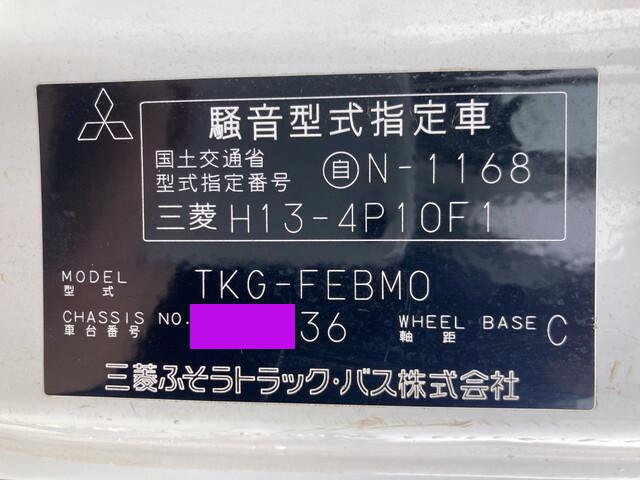 騒音型式指定車
国土交通省
型式指定番号 自 N-1168
三菱 H13-4P10F1
MODEL
型式 TKG-FEBM0
CHASSIS NO. 36 WHEEL BASE C
車台番号 軸距
三菱ふそうトラック・バス株式会社